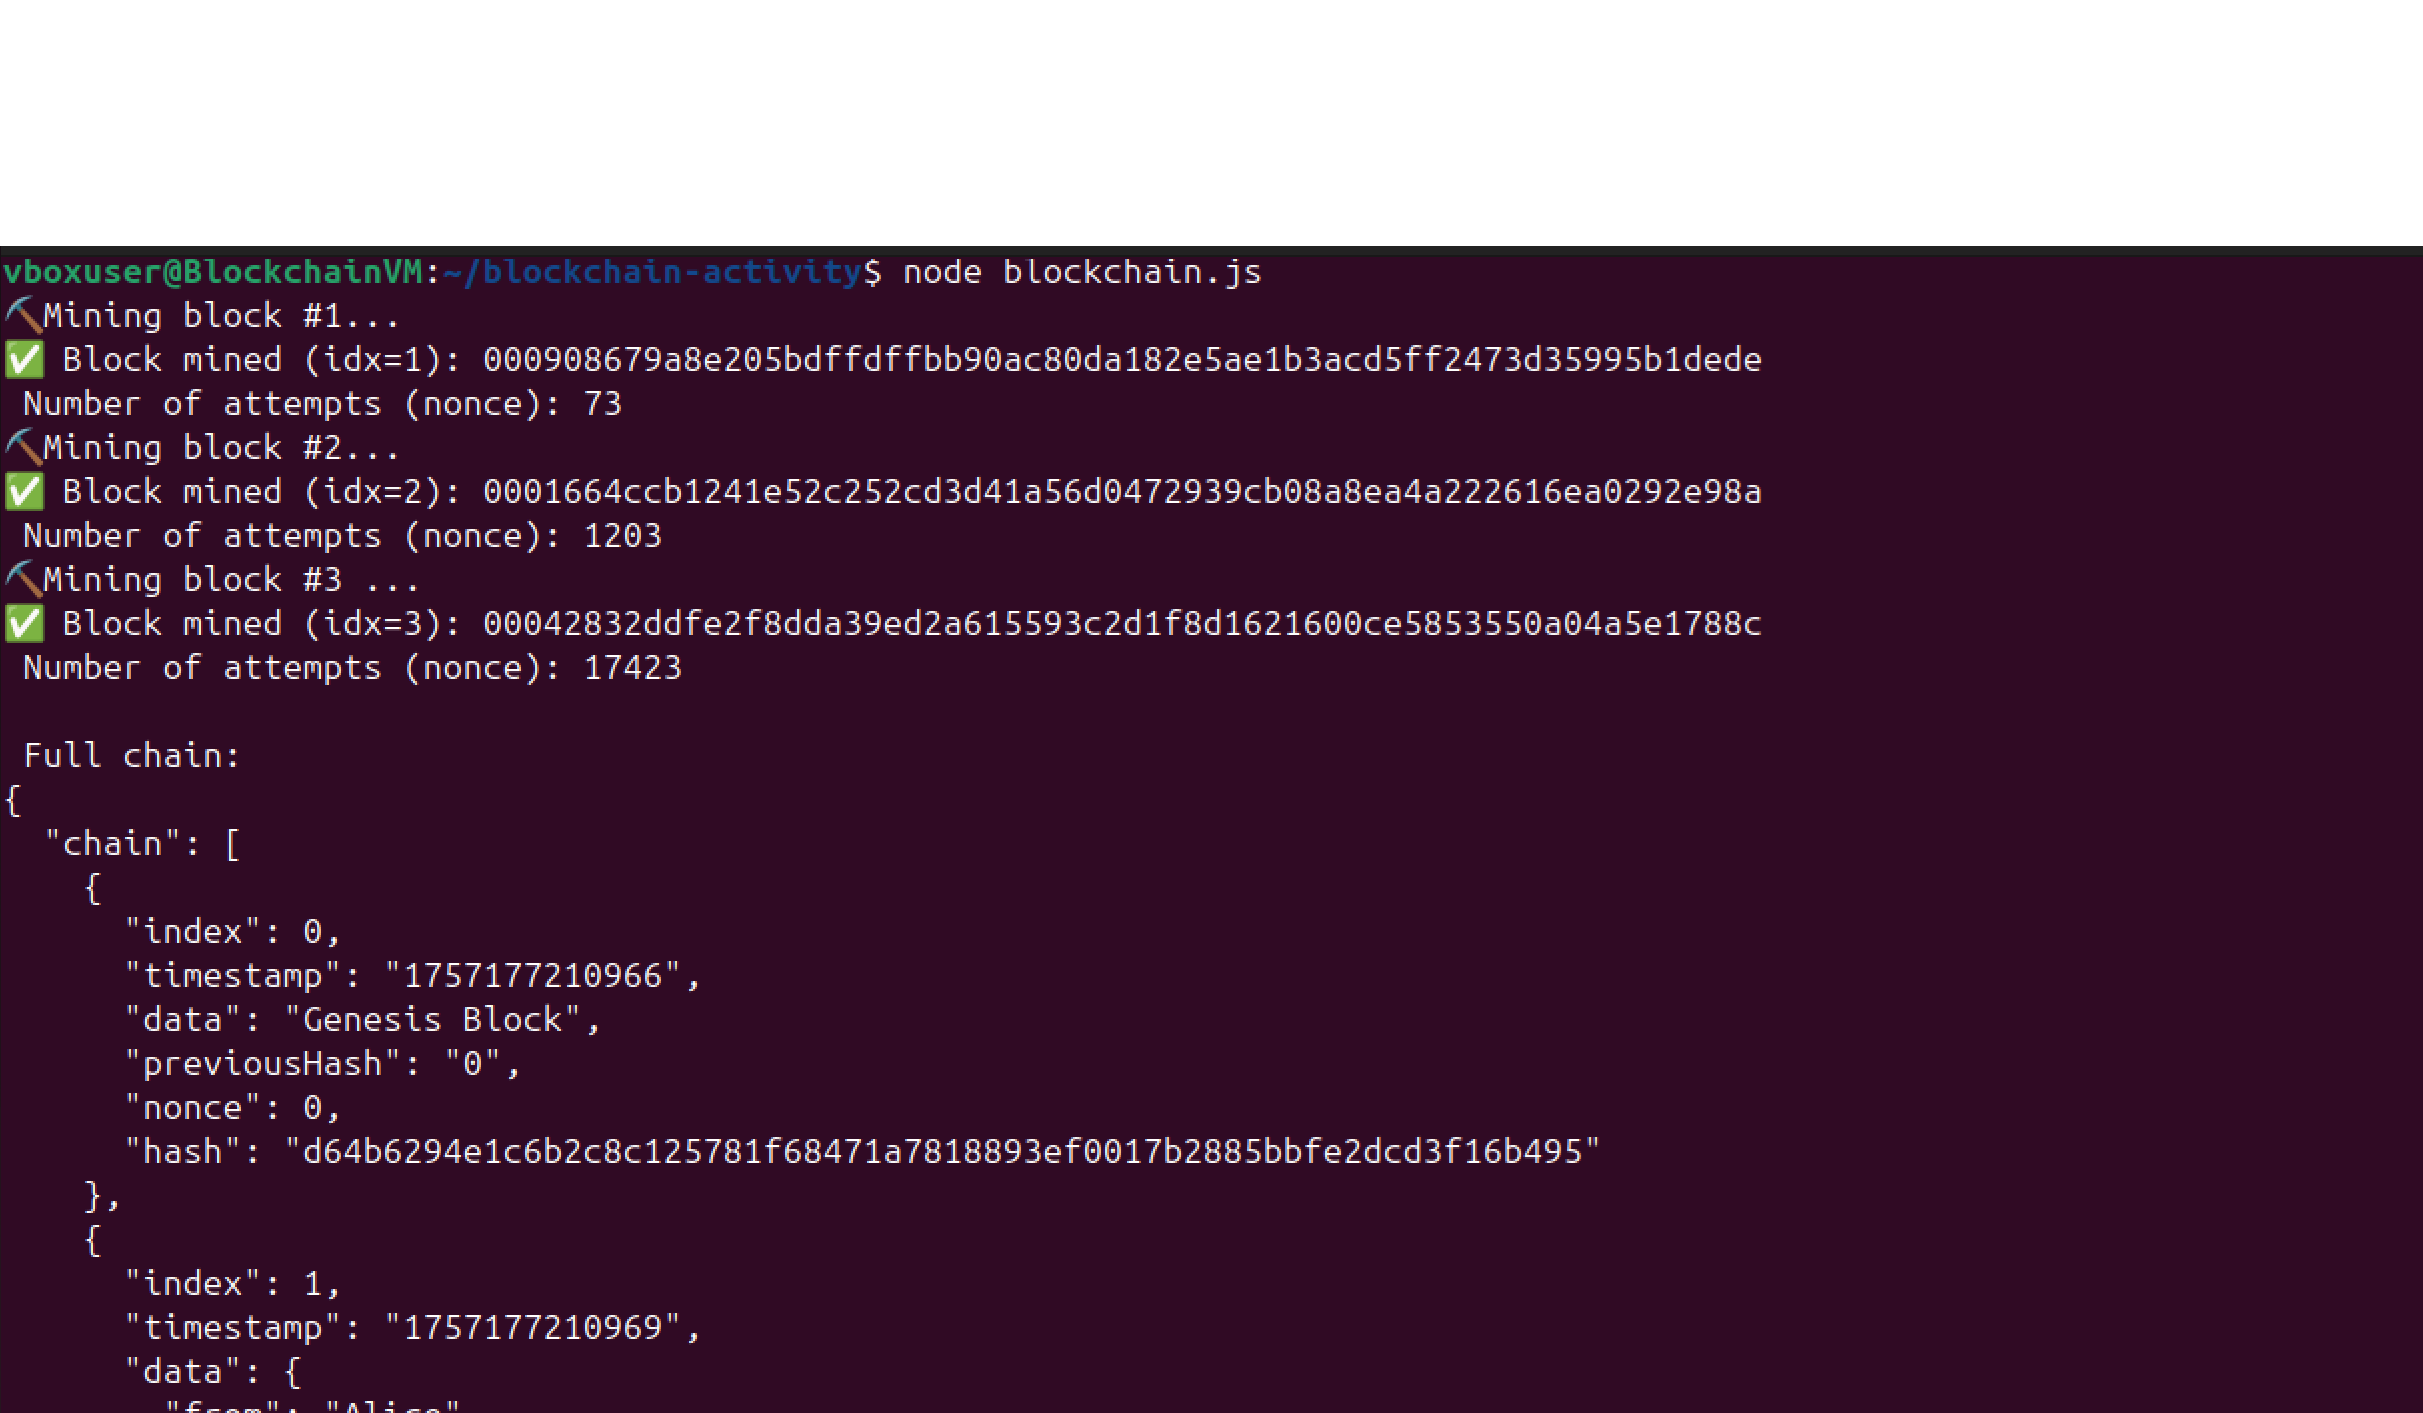 vboxuser@BlockchainVM:~/blockchain-activity$ node blockchain.js
⛏Mining block #1...
✅ Block mined (idx=1): 000908679a8e205bdffdffbb90ac80da182e5ae1b3acd5ff2473d35995b1dede
Number of attempts (nonce): 73
⛏Mining block #2...
✅ Block mined (idx=2): 0001664ccb1241e52c252cd3d41a56d0472939cb08a8ea4a222616ea0292e98a
Number of attempts (nonce): 1203
⛏Mining block #3 ...
✅ Block mined (idx=3): 00042832ddfe2f8dda39ed2a615593c2d1f8d1621600ce5853550a04a5e1788c
Number of attempts (nonce): 17423
Full chain:
{
"chain": [
{
"index": 0,
"timestamp": "1757177210966",
"data": "Genesis Block",
"previousHash": "0",
"nonce": 0,
"hash": "d64b6294e1c6b2c8c125781f68471a7818893ef0017b2885bbfe2dcd3f16b495"
},
{
"index": 1,
"timestamp": "1757177210969",
"data": {
"from": "Alice"